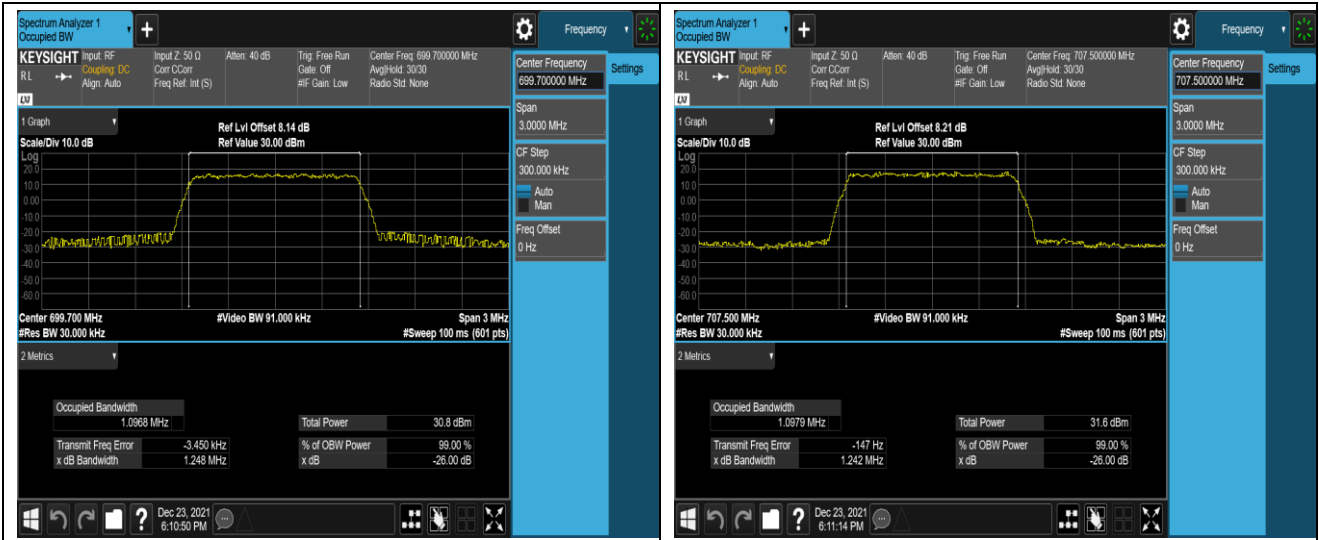 Spectrum Analyzer 1
Occupied BW
+
Frequency
KEYSIGHT
RL
Input: RF
Coupling: DC
Align: Auto
Input Z: 50 Ω
Corr CCorr
Freq Ref: Int (S)
Atten: 40 dB
Trig: Free Run
Gate: Off
#IF Gain: Low
Center Freq: 699.700000 MHz
Avg|Hold: 30/30
Radio Std: None
LXI
Center Frequency
699.700000 MHz
Settings
Span
3.0000 MHz
CF Step
300.000 kHz
Auto
Man
Freq Offset
0 Hz
1 Graph
Scale/Div 10.0 dB
Ref Lvl Offset 8.14 dB
Ref Value 30.00 dBm
Log
20.0
10.0
0.00
-10.0
-20.0
-30.0
-40.0
-50.0
-60.0
Center 699.700 MHz
#Video BW 91.000 kHz
Span 3 MHz
#Res BW 30.000 kHz
#Sweep 100 ms (601 pts)
2 Metrics
Occupied Bandwidth
1.0968 MHz
Total Power 30.8 dBm
Transmit Freq Error -3.450 kHz
% of OBW Power 99.00 %
x dB Bandwidth 1.248 MHz
x dB -26.00 dB
?
Dec 23, 2021
6:10:50 PM
Spectrum Analyzer 1
Occupied BW
+
Frequency
KEYSIGHT
RL
Input: RF
Coupling: DC
Align: Auto
Input Z: 50 Ω
Corr CCorr
Freq Ref: Int (S)
Atten: 40 dB
Trig: Free Run
Gate: Off
#IF Gain: Low
Center Freq: 707.500000 MHz
Avg|Hold: 30/30
Radio Std: None
LXI
Center Frequency
707.500000 MHz
Settings
Span
3.0000 MHz
CF Step
300.000 kHz
Auto
Man
Freq Offset
0 Hz
1 Graph
Scale/Div 10.0 dB
Ref Lvl Offset 8.21 dB
Ref Value 30.00 dBm
Log
20.0
10.0
0.00
-10.0
-20.0
-30.0
-40.0
-50.0
-60.0
Center 707.500 MHz
#Video BW 91.000 kHz
Span 3 MHz
#Res BW 30.000 kHz
#Sweep 100 ms (601 pts)
2 Metrics
Occupied Bandwidth
1.0979 MHz
Total Power 31.6 dBm
Transmit Freq Error -147 Hz
% of OBW Power 99.00 %
x dB Bandwidth 1.242 MHz
x dB -26.00 dB
?
Dec 23, 2021
6:11:14 PM